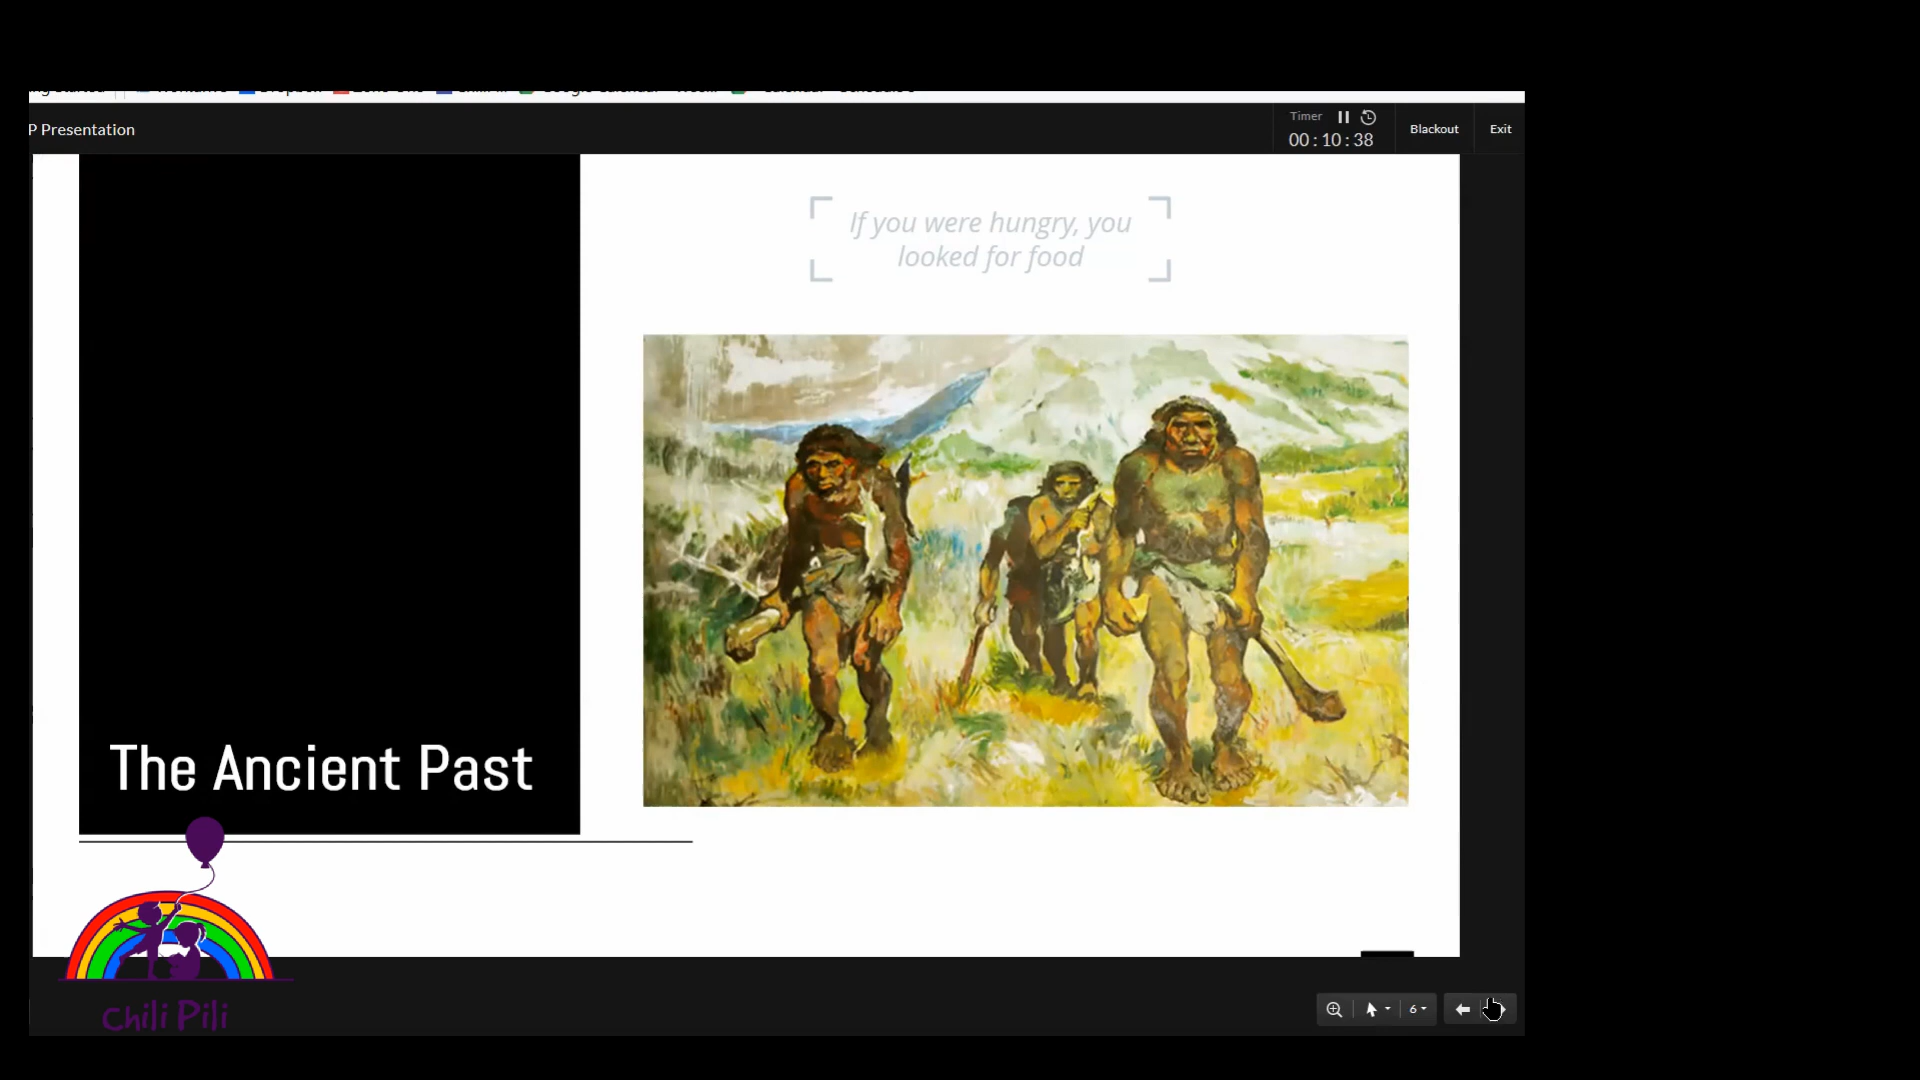 P Presentation
Timer
00:10:38
Blackout
Exit
If you were hungry, you
looked for food
The Ancient Past
Chili Pili
6